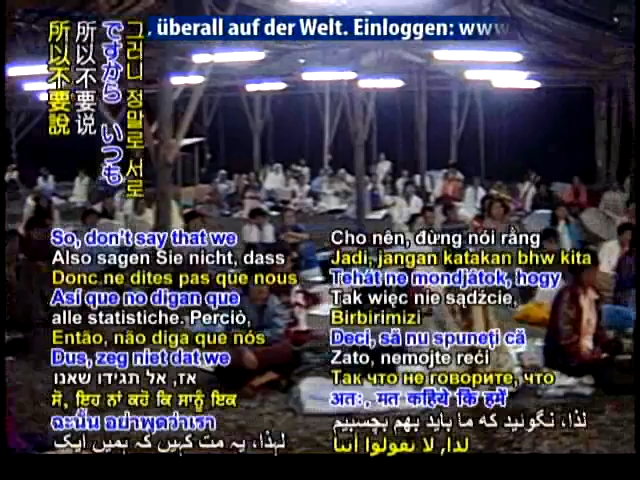 , überall auf der Welt. Einloggen: www
그러니 정말로 서로
ですから いつも
所以不要说
所以不要說
So, don't say that we
Also sagen Sie nicht, dass
Donc ne dites pas que nous
Así que no digan que
alle statistiche. Perciò,
Então, não diga que nós
Dus, zeg niet dat we
אז, אל תגידו שאנו
ਸੋ, ਇਹ ਨਾਂ ਕਹੋ ਕਿ ਸਾਨੂੰ ਇਕ
ฉะนั้น อย่าพูดว่าเรา
لہٰذا، یہ مت کہیں کہ ہمیں ایک
Cho nên, đừng nói rằng
Jadi, jangan katakan bhw kita
Tehát ne mondjátok, hogy
Tak więc nie sądźcie,
Birbirimizi
Deci, să nu spuneți că
Zato, nemojte reći
Так что не говорите, что
अतः, मत कहिये कि हमें
لذا، نگوئید که ما باید بهم بچسبیم
لذا, لا تقولوا أننا